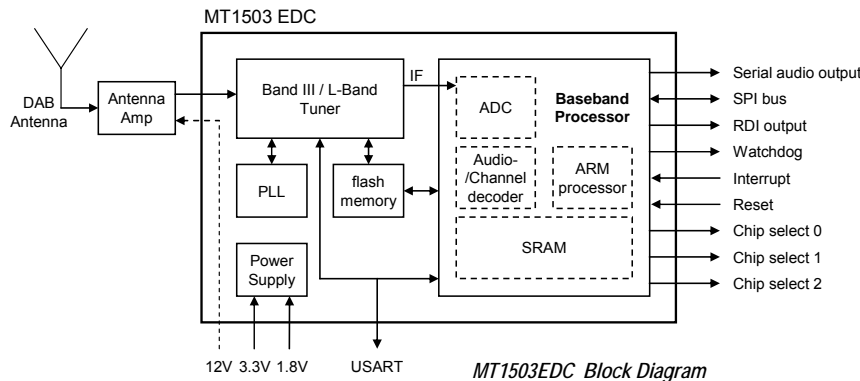 MT1503 EDC
DAB
Antenna
Antenna
Amp
Band III / L-Band
Tuner
IF
ADC
Baseband
Processor
Audio-
/Channel
decoder
ARM
processor
SRAM
PLL
flash
memory
Power
Supply
Serial audio output
SPI bus
RDI output
Watchdog
Interrupt
Reset
Chip select 0
Chip select 1
Chip select 2
12V 3.3V 1.8V
USART
MT1503EDC Block Diagram